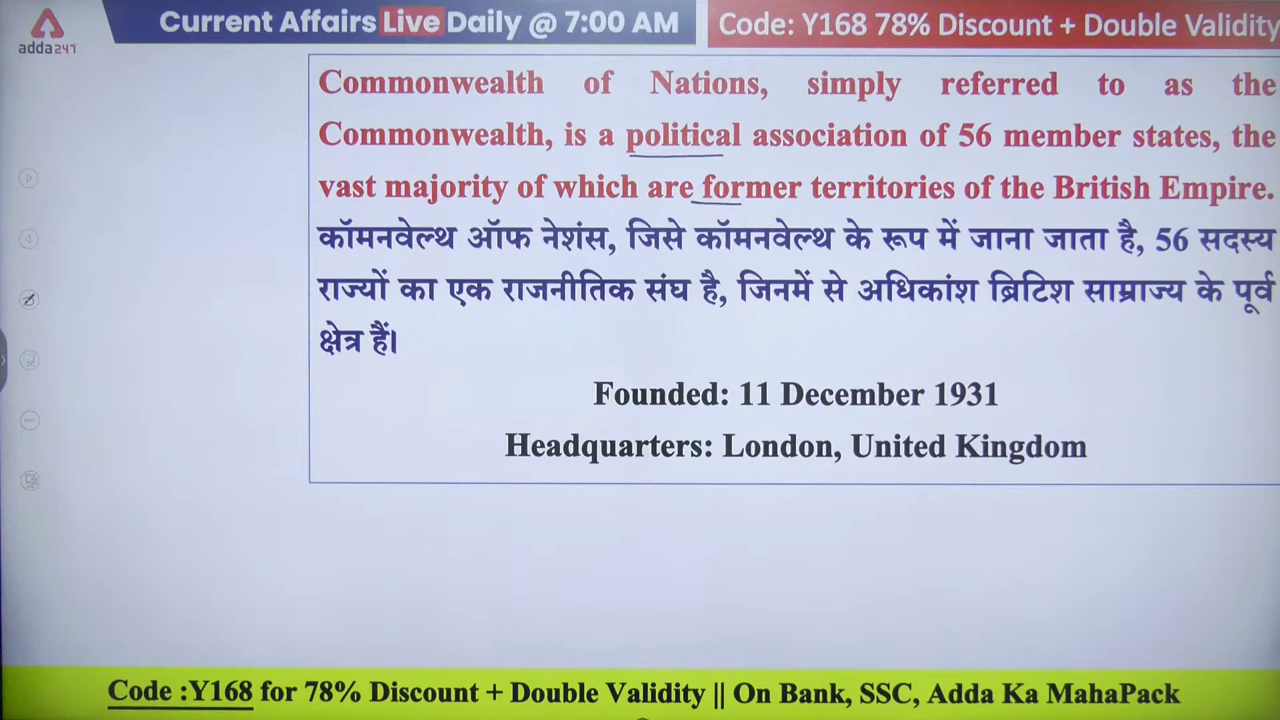 Current Affairs Live Daily @ 7:00 AM
Code: Y168 78% Discount + Double Validity
adda247
Commonwealth of Nations, simply referred to as the
Commonwealth, is a political association of 56 member states, the
vast majority of which are former territories of the British Empire.
कॉमनवेल्थ ऑफ नेशंस, जिसे कॉमनवेल्थ के रूप में जाना जाता है, 56 सदस्य
राज्यों का एक राजनीतिक संघ है, जिनमें से अधिकांश ब्रिटिश साम्राज्य के पूर्व
क्षेत्र हैं।
Founded: 11 December 1931
Headquarters: London, United Kingdom
Code :Y168 for 78% Discount + Double Validity || On Bank, SSC, Adda Ka MahaPack